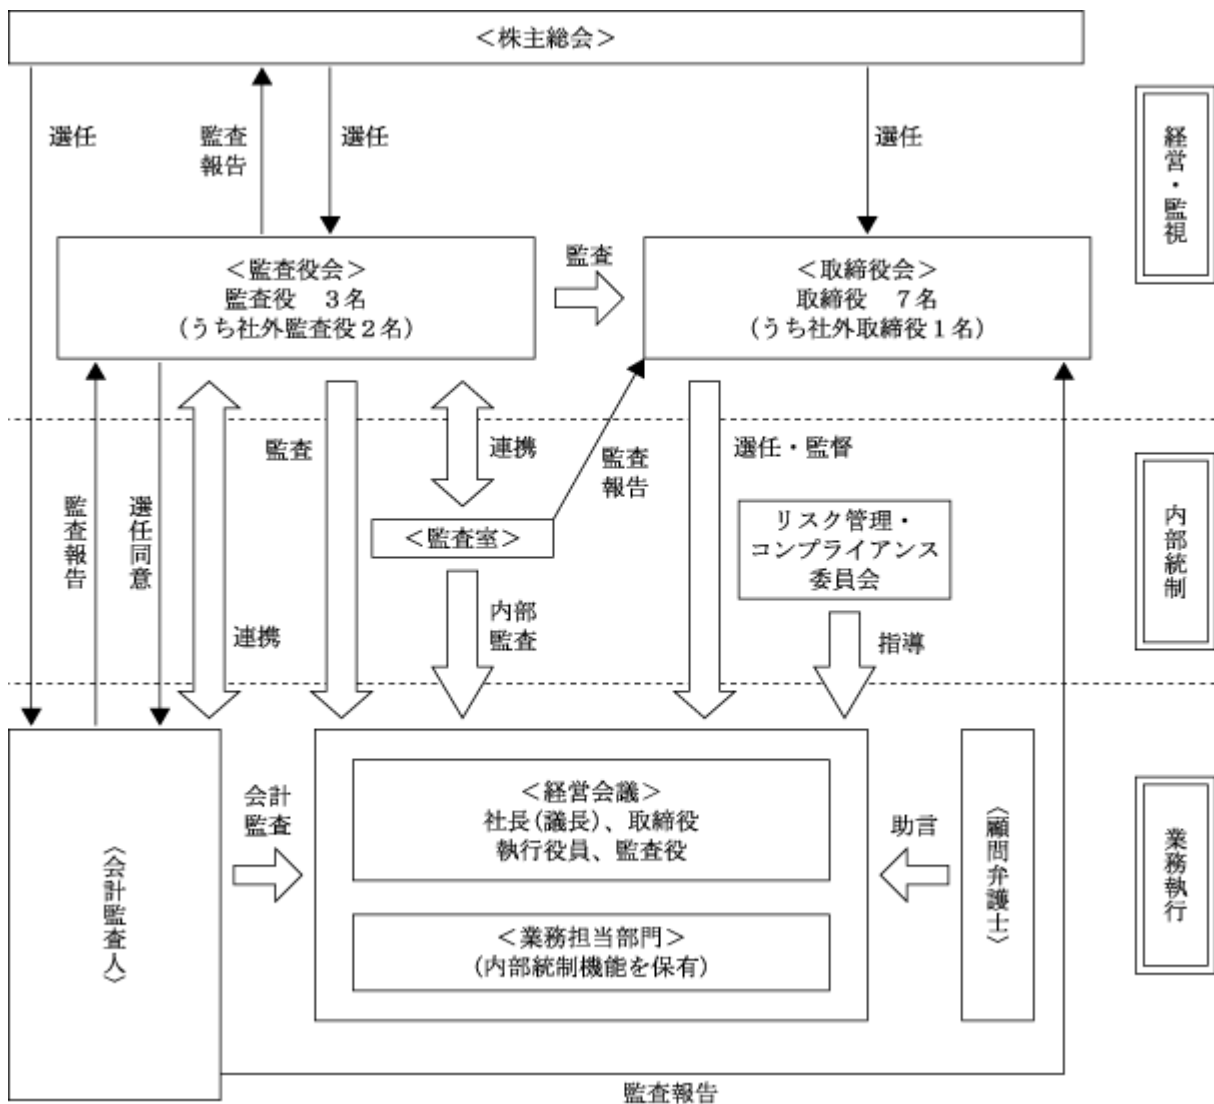 ＜株主総会＞
選任
監査
報告
選任
選任
経営・監視
＜監査役会＞
監査役　３名
(うち社外監査役２名)
監査
＜取締役会＞
取締役　７名
(うち社外取締役１名)
監査
連携
監査
報告
選任・監督
監査報告
選任同意
＜監査室＞
リスク管理・
コンプライアンス
委員会
内部統制
連携
内部
監査
指導
〈会計監査人〉
会計
監査
＜経営会議＞
社長(議長)、取締役
執行役員、監査役
＜業務担当部門＞
(内部統制機能を保有)
助言
〈顧問弁護士〉
業務執行
監査報告